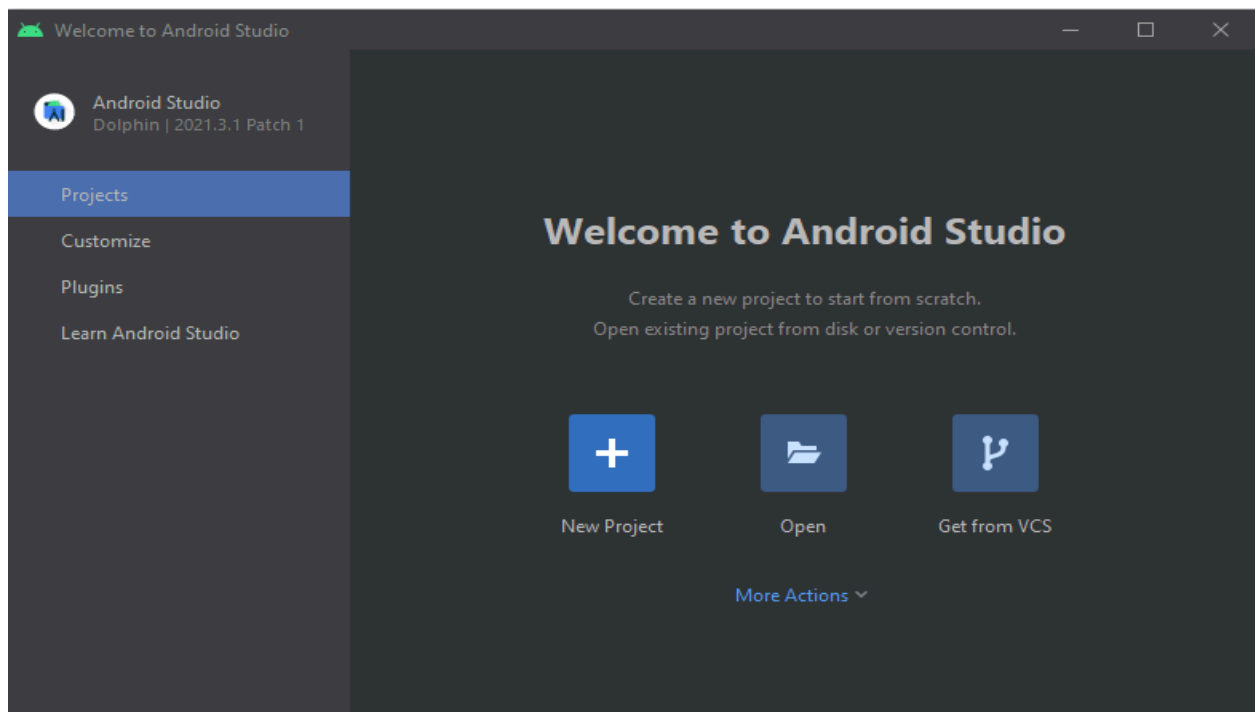 Welcome to Android Studio
Android Studio
Dolphin | 2021.3.1 Patch 1
Projects
Customize
Plugins
Learn Android Studio
Welcome to Android Studio
Create a new project to start from scratch.
Open existing project from disk or version control.
New Project
Open
Get from VCS
More Actions